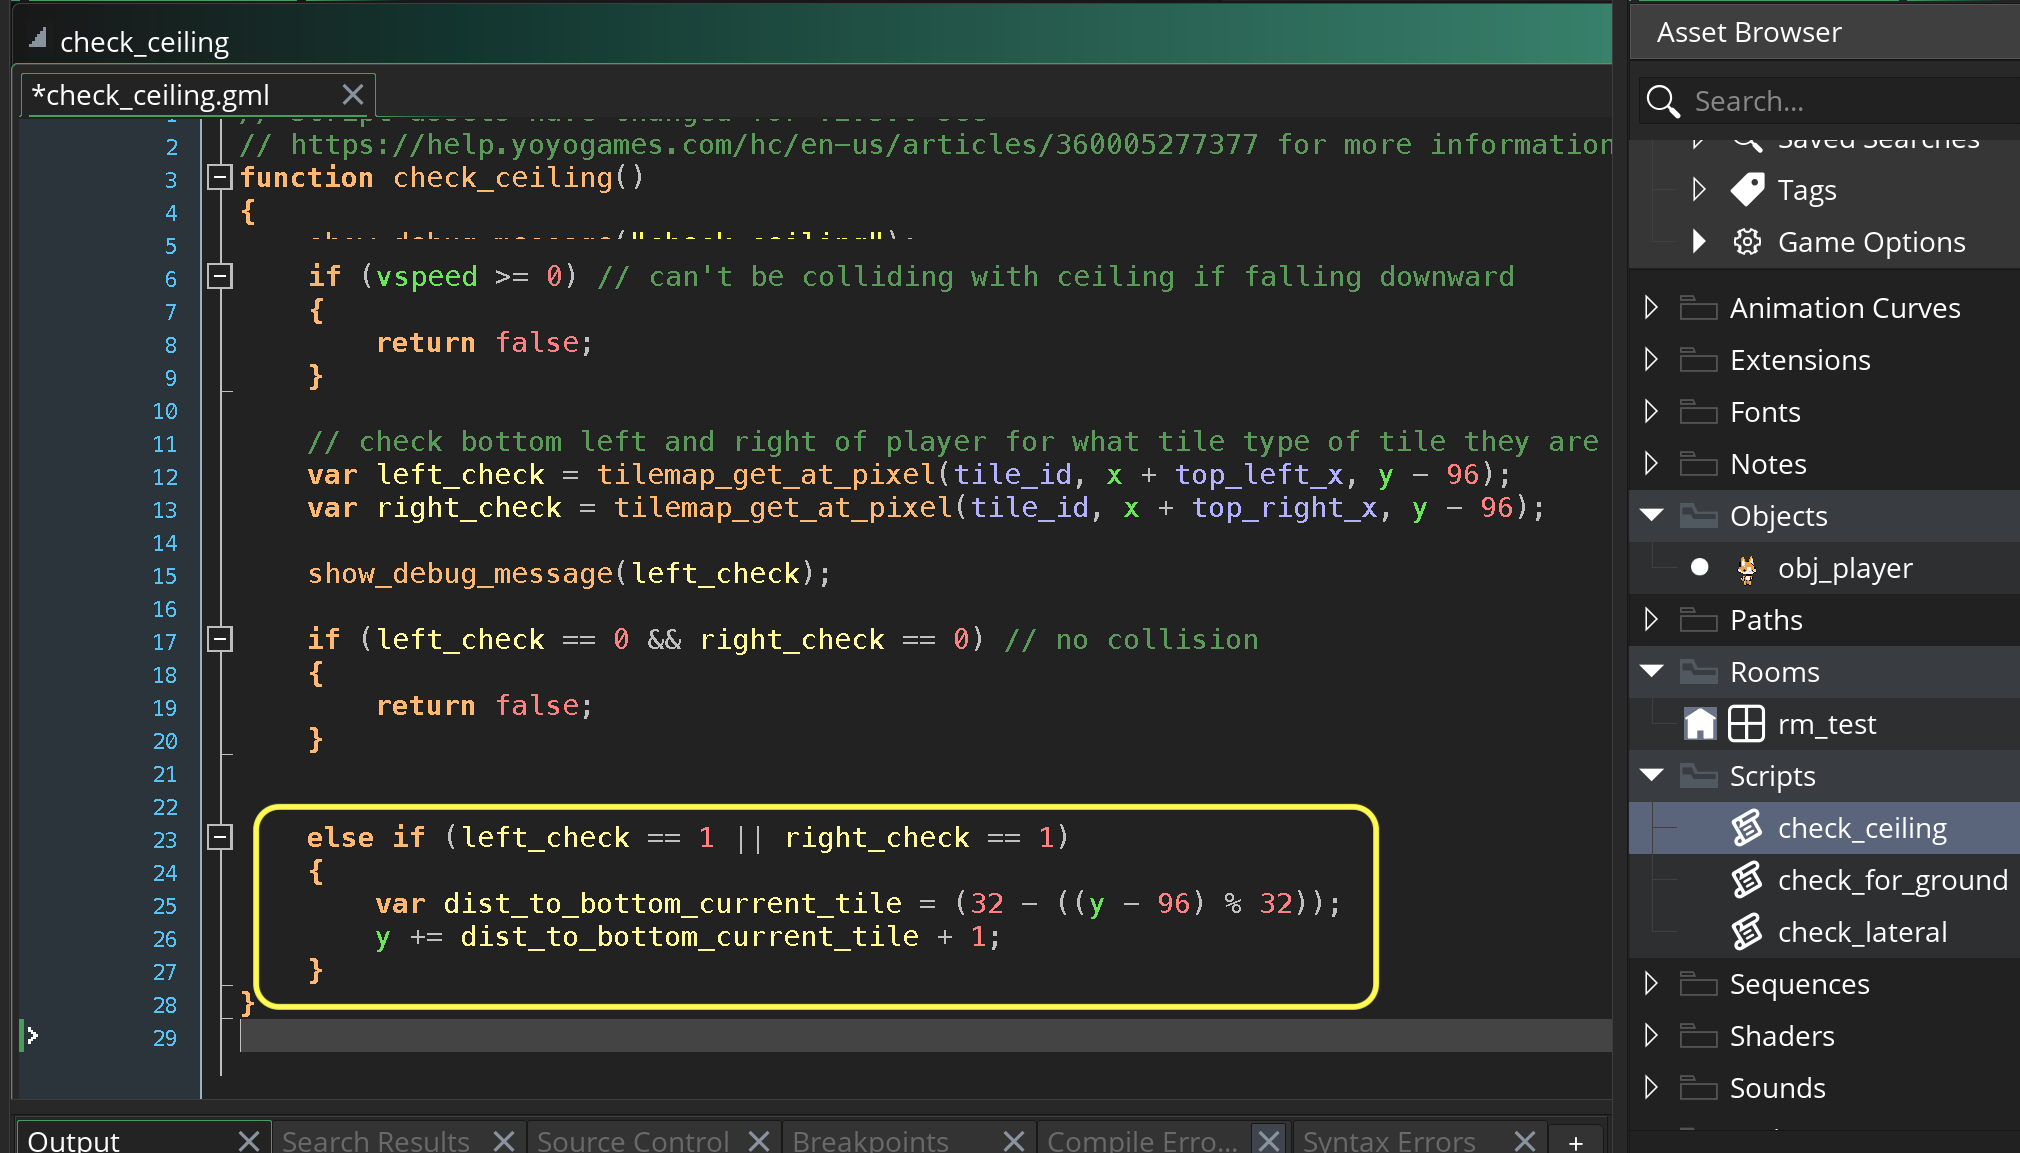 check_ceiling
*check_ceiling.gml
2 // https://help.yoyogames.com/hc/en-us/articles/360005277377 for more information
3 function check_ceiling()
4 {
5 show_debug_message("check ceiling");
6 if (vspeed >= 0) // can't be colliding with ceiling if falling downward
7 {
8 return false;
9 }
10
11 // check bottom left and right of player for what tile type of tile they are
12 var left_check = tilemap_get_at_pixel(tile_id, x + top_left_x, y - 96);
13 var right_check = tilemap_get_at_pixel(tile_id, x + top_right_x, y - 96);
14
15 show_debug_message(left_check);
16
17 if (left_check == 0 && right_check == 0) // no collision
18 {
19 return false;
20 }
21
22
23 else if (left_check == 1 || right_check == 1)
24 {
25 var dist_to_bottom_current_tile = (32 - ((y - 96) % 32));
26 y += dist_to_bottom_current_tile + 1;
27 }
28 }
29
Output
Search Results
Source Control
Breakpoints
Compile Erro...
Syntax Errors
+
Asset Browser
Search...
Saved Searches
Tags
Game Options
Animation Curves
Extensions
Fonts
Notes
Objects
obj_player
Paths
Rooms
rm_test
Scripts
check_ceiling
check_for_ground
check_lateral
Sequences
Shaders
Sounds